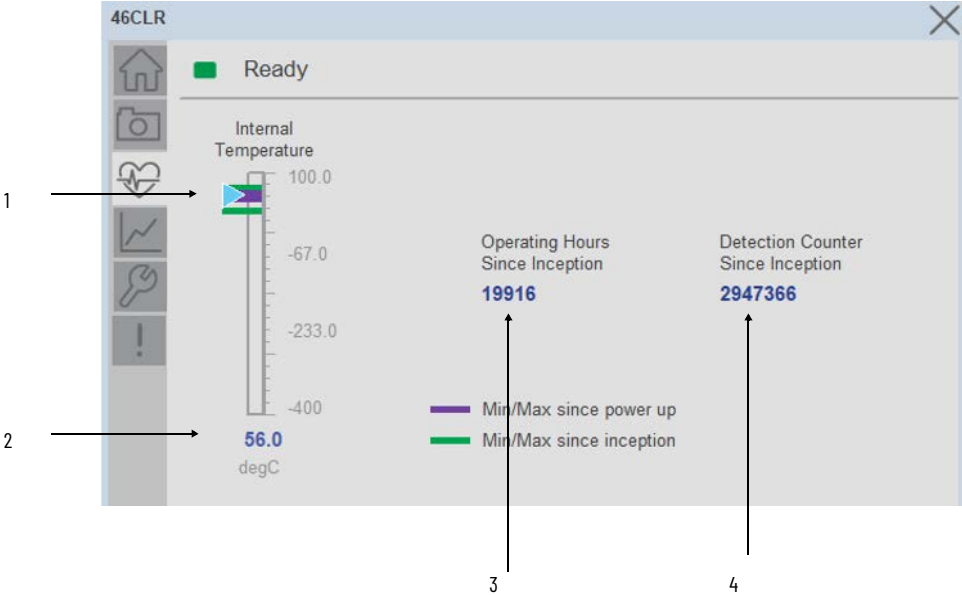 46CLR
Ready
Internal
Temperature
100.0
-67.0
-233.0
-400
56.0
degC
Operating Hours
Since Inception
19916
Detection Counter
Since Inception
2947366
Min/Max since power up
Min/Max since inception
1
2
3
4